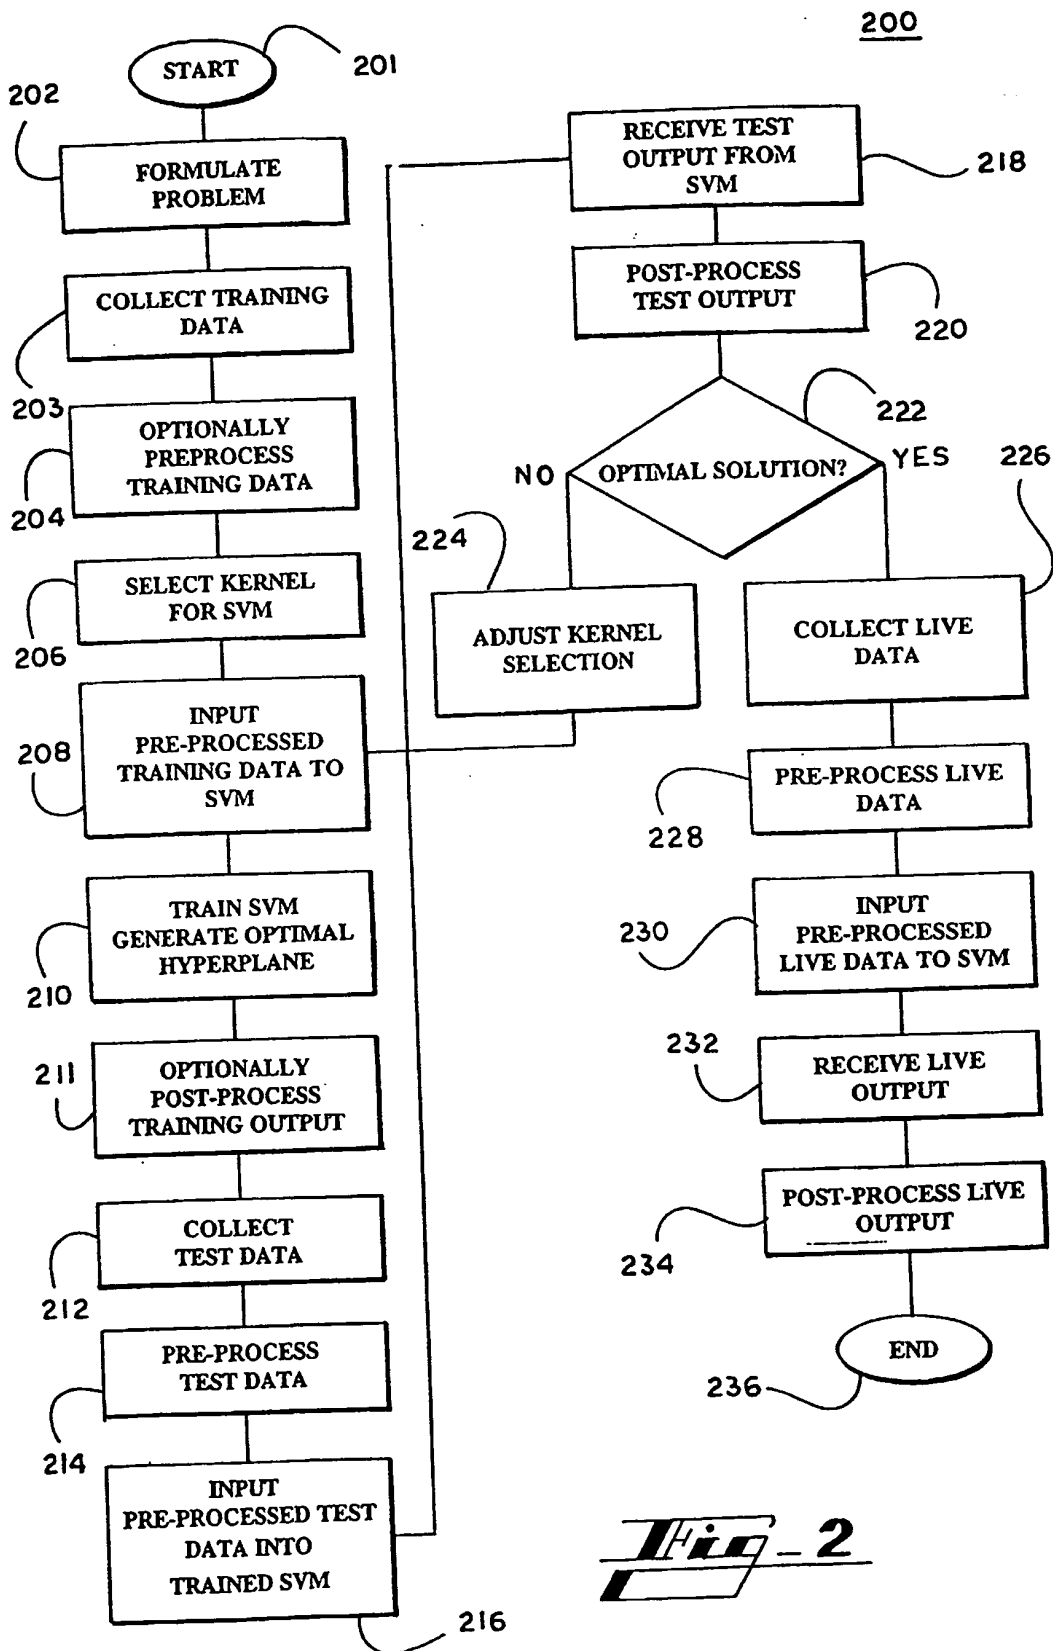 200
START
201
202
FORMULATE
PROBLEM
COLLECT TRAINING
DATA
203
OPTIONALLY
PREPROCESS
TRAINING DATA
204
SELECT KERNEL
FOR SVM
206
INPUT
PRE-PROCESSED
TRAINING DATA TO
SVM
208
TRAIN SVM
GENERATE OPTIMAL
HYPERPLANE
210
211
OPTIONALLY
POST-PROCESS
TRAINING OUTPUT
COLLECT
TEST DATA
212
PRE-PROCESS
TEST DATA
214
INPUT
PRE-PROCESSED TEST
DATA INTO
TRAINED SVM
216
RECEIVE TEST
OUTPUT FROM
SVM
218
POST-PROCESS
TEST OUTPUT
220
222
OPTIMAL SOLUTION?
NO
YES
224
ADJUST KERNEL
SELECTION
226
COLLECT LIVE
DATA
PRE-PROCESS LIVE
DATA
228
INPUT
PRE-PROCESSED
LIVE DATA TO SVM
230
232
RECEIVE LIVE
OUTPUT
POST-PROCESS LIVE
OUTPUT
234
END
236
Fig_2